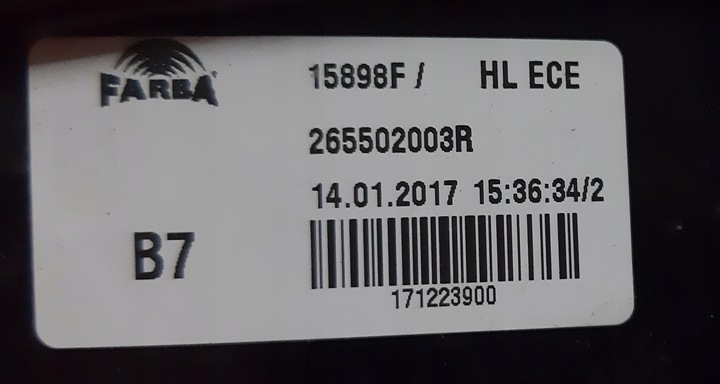 FARBA
15898F / HL ECE
265502003R
14.01.2017 15:36:34/2
B7
171223900